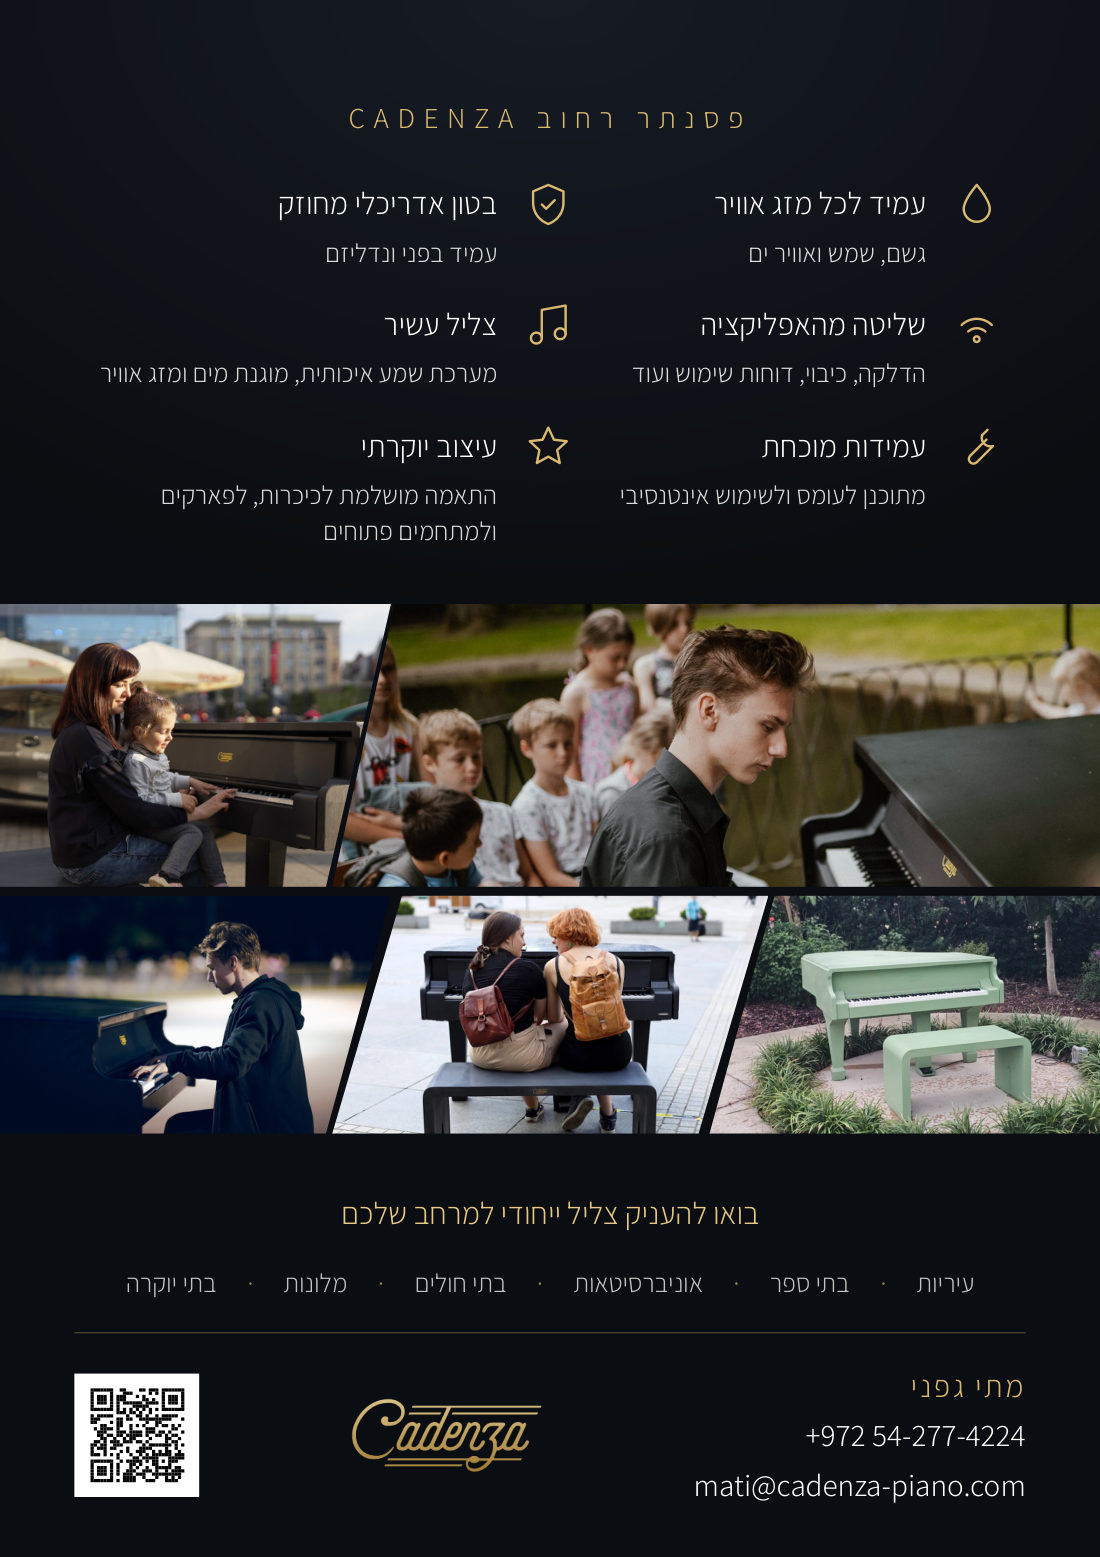 פסנתר רחוב CADENZA
עמיד לכל מזג אוויר
גשם, שמש ואוויר ים
בטון אדריכלי מחוזק
עמיד בפני ונדליזם
שליטה מהאפליקציה
הדלקה, כיבוי, דוחות שימוש ועוד
צליל עשיר
מערכת שמע איכותית, מוגנת מים ומזג אוויר
עמידות מוכחת
מתוכנן לעומס ולשימוש אינטנסיבי
עיצוב יוקרתי
התאמה מושלמת לכיכרות, לפארקים
ולמתחמים פתוחים
בואו להעניק צליל ייחודי למרחב שלכם
עיריות · בתי ספר · אוניברסיטאות · בתי חולים · מלונות · בתי יוקרה
מתי גפני
+972 54-277-4224
mati@cadenza-piano.com
Cadenza